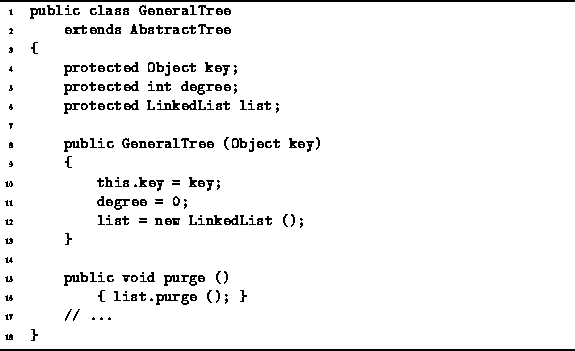 1 public class GeneralTree
2 extends AbstractTree
3 {
4 protected Object key;
5 protected int degree;
6 protected LinkedList list;
7
8 public GeneralTree (Object key)
9 {
10 this.key = key;
11 degree = 0;
12 list = new LinkedList ();
13 }
14
15 public void purge ()
16 { list.purge (); }
17 // ...
18 }